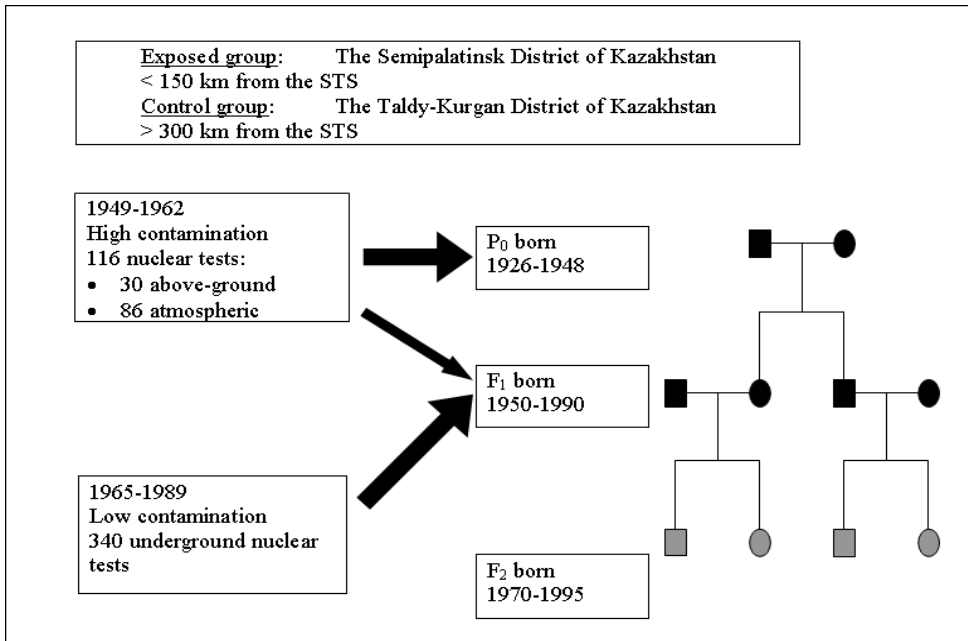 Exposed group: The Semipalatinsk District of Kazakhstan
< 150 km from the STS
Control group: The Taldy-Kurgan District of Kazakhstan
> 300 km from the STS
1949-1962
High contamination
116 nuclear tests:
• 30 above-ground
• 86 atmospheric
P0 born
1926-1948
F1 born
1950-1990
1965-1989
Low contamination
340 underground nuclear
tests
F2 born
1970-1995